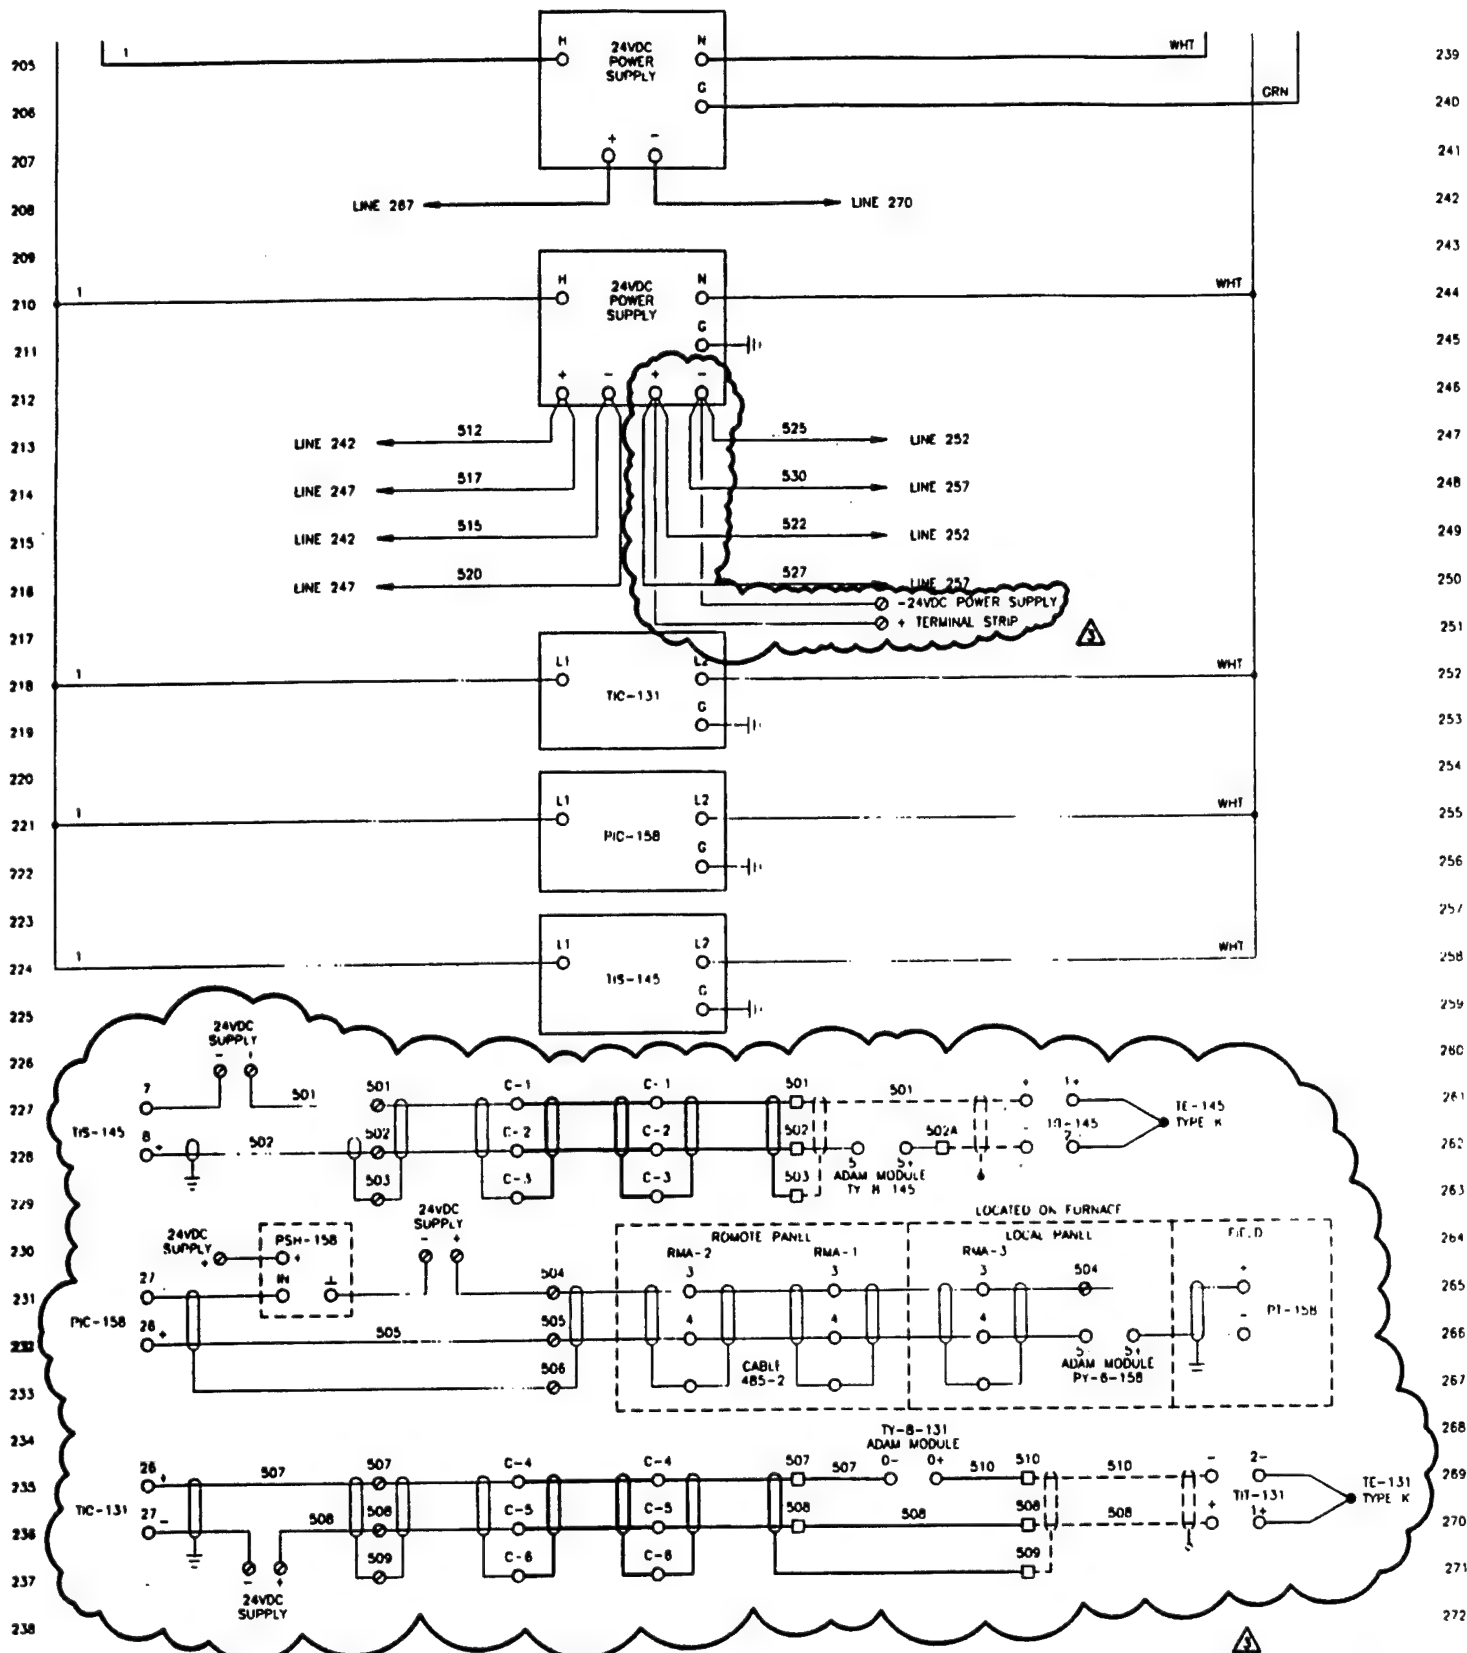 205 1 H 24VDC N WHT 239
POWER
SUPPLY
206 G GRN 240
207 + - 241
208 LINE 267 LINE 270 242
209 243
210 1 H 24VDC N WHT 244
POWER
SUPPLY
211 G 245
212 + - + - 246
213 LINE 242 512 525 LINE 252 247
214 LINE 247 517 530 LINE 257 248
215 LINE 242 515 522 LINE 252 249
216 LINE 247 520 527 LINE 257 250
-24VDC POWER SUPPLY
217 + TERMINAL STRIP 3 251
218 1 L1 TIC-131 L2 WHT 252
219 G 253
220 254
221 1 L1 PIC-158 L2 WHT 255
222 G 256
223 257
224 1 L1 TIS-145 L2 WHT 258
225 G 259
24VDC
SUPPLY
226 - + 260
227 7 501 501 C-1 C-1 501 501 + 1+ TE-145 261
TIS-145 TIT-145 TYPE K
228 8 + 502 502 C-2 C-2 502 5- 5+ 502A - 2- 262
ADAM MODULE
229 503 C-3 C-3 503 TY 145 263
24VDC
SUPPLY
LOCATED ON FURNACE
230 24VDC
SUPPLY + PSH-158 + - + ROMOTE PANEL LOCAL PANEL FIELD 264
RMA-2 RMA-1 RMA-3
231 27 IN ⊥ 504 3 3 3 504 + 265
PIC-158 PT-158
232 28 + 505 505 4 4 4 5- 5+ - 266
CABLE
485-2
ADAM MODULE
PY-6-158
233 506 267
234 TY-8-131
ADAM MODULE 268
235 26 + 507 507 C-4 C-4 507 507 0- 0+ 510 510 510 - 2- TE-131 269
TIC-131 TIT-131 TYPE K
236 27 - 508 508 C-5 C-5 508 508 508 508 + 1+ 270
237 - + 509 C-6 C-6 509 271
24VDC
SUPPLY
238 3 272